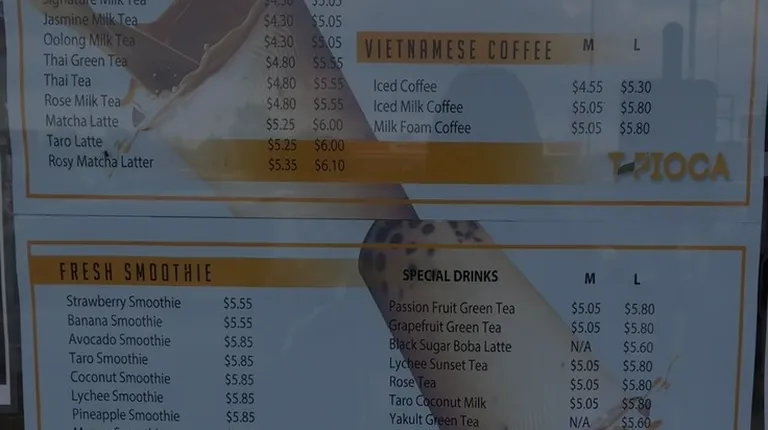 Signature Milk Tea $4.30 $5.05
Jasmine Milk Tea $4.30 $5.05
Oolong Milk Tea $4.30 $5.05
Thai Green Tea $4.80 $5.55
Thai Tea $4.80 $5.55
Rose Milk Tea $4.80 $5.55
Matcha Latte $5.25 $6.00
Taro Latte $5.25 $6.00
Rosy Matcha Latter $5.35 $6.10
VIETNAMESE COFFEE M L
Iced Coffee $4.55 $5.30
Iced Milk Coffee $5.05 $5.80
Milk Foam Coffee $5.05 $5.80
T-PIOCA
FRESH SMOOTHIE
Strawberry Smoothie $5.55
Banana Smoothie $5.55
Avocado Smoothie $5.85
Taro Smoothie $5.85
Coconut Smoothie $5.85
Lychee Smoothie $5.85
Pineapple Smoothie $5.85
SPECIAL DRINKS M L
Passion Fruit Green Tea $5.05 $5.80
Grapefruit Green Tea $5.05 $5.80
Black Sugar Boba Latte N/A $5.60
Lychee Sunset Tea $5.05 $5.80
Rose Tea $5.05 $5.80
Taro Coconut Milk $5.05 $5.80
Yakult Green Tea N/A $5.60